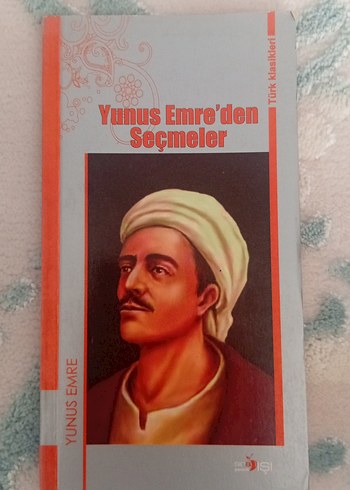 Türk klasikleri
Yunus Emre'den
Seçmeler
YUNUS EMRE